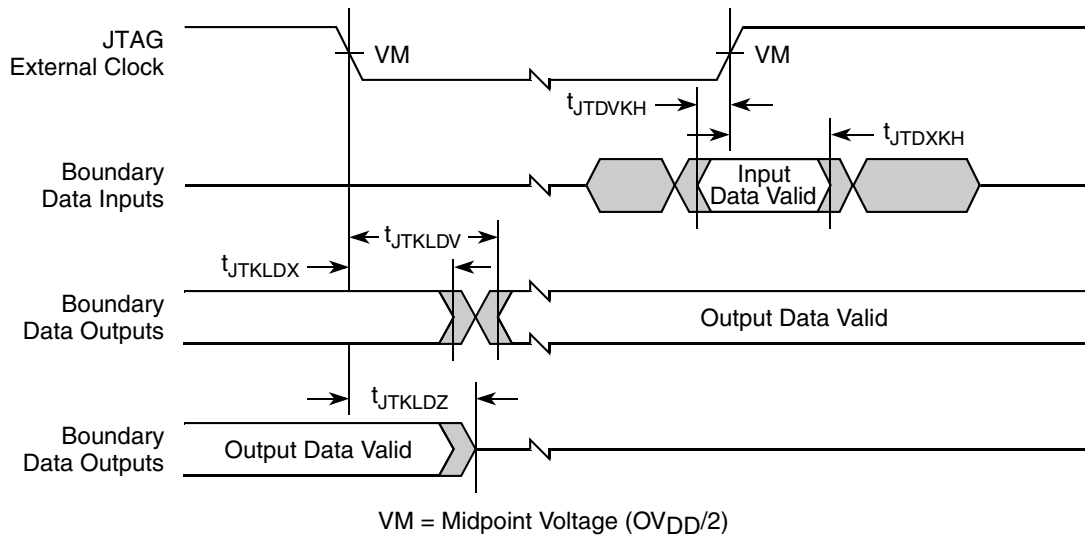 JTAG
External Clock
VM
VM
tJTDVKH
tJTDXKH
Boundary
Data Inputs
Input
Data Valid
tJTKLDV
tJTKLDX
Boundary
Data Outputs
Output Data Valid
tJTKLDZ
Boundary
Data Outputs
Output Data Valid
VM = Midpoint Voltage (OVDD/2)